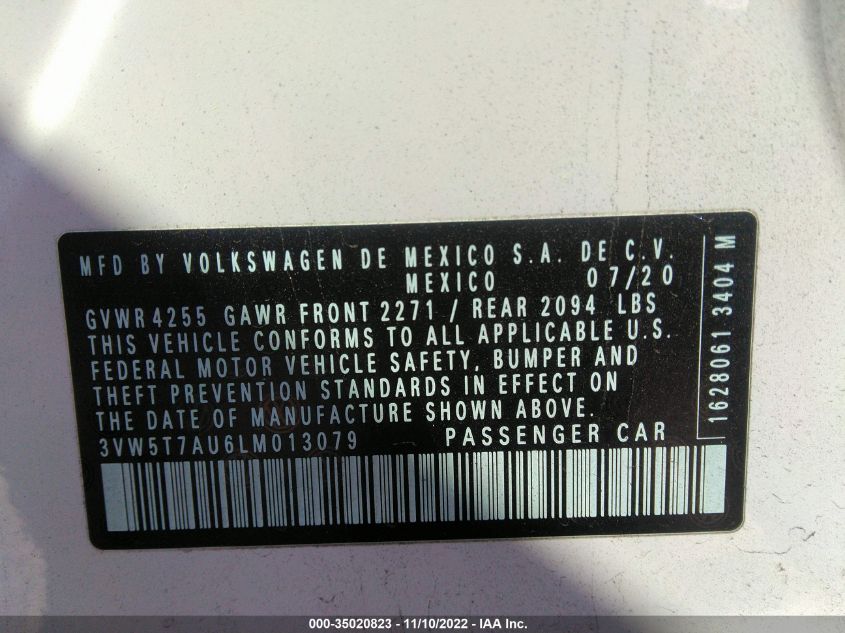 MFD BY VOLKSWAGEN DE MEXICO S.A. DE C.V.
MEXICO 07/20
GVWR 4255 GAWR FRONT 2271 / REAR 2094 LBS
THIS VEHICLE CONFORMS TO ALL APPLICABLE U.S.
FEDERAL MOTOR VEHICLE SAFETY, BUMPER AND
THEFT PREVENTION STANDARDS IN EFFECT ON
THE DATE OF MANUFACTURE SHOWN ABOVE.
3VW5T7AU6LM013079 PASSENGER CAR
1628061 3404 M
000-35020823 - 11/10/2022 - IAA Inc.